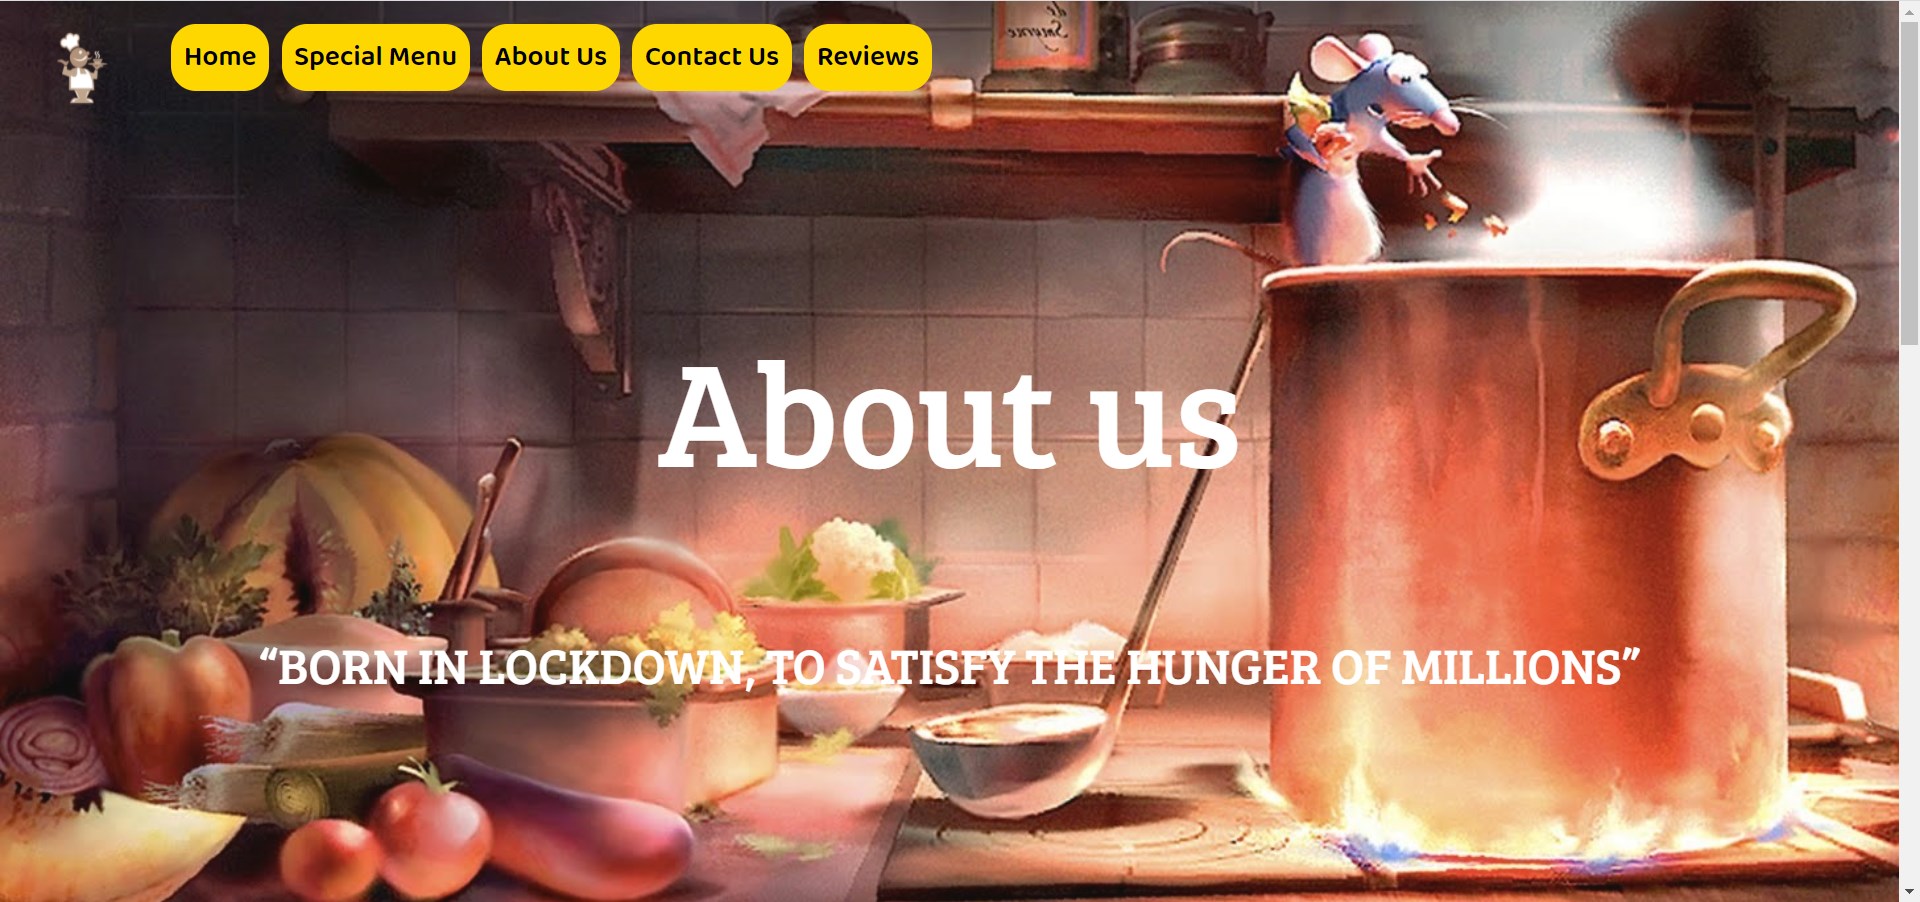 Home
Special Menu
About Us
Contact Us
Reviews
About us
“BORN IN LOCKDOWN, TO SATISFY THE HUNGER OF MILLIONS”